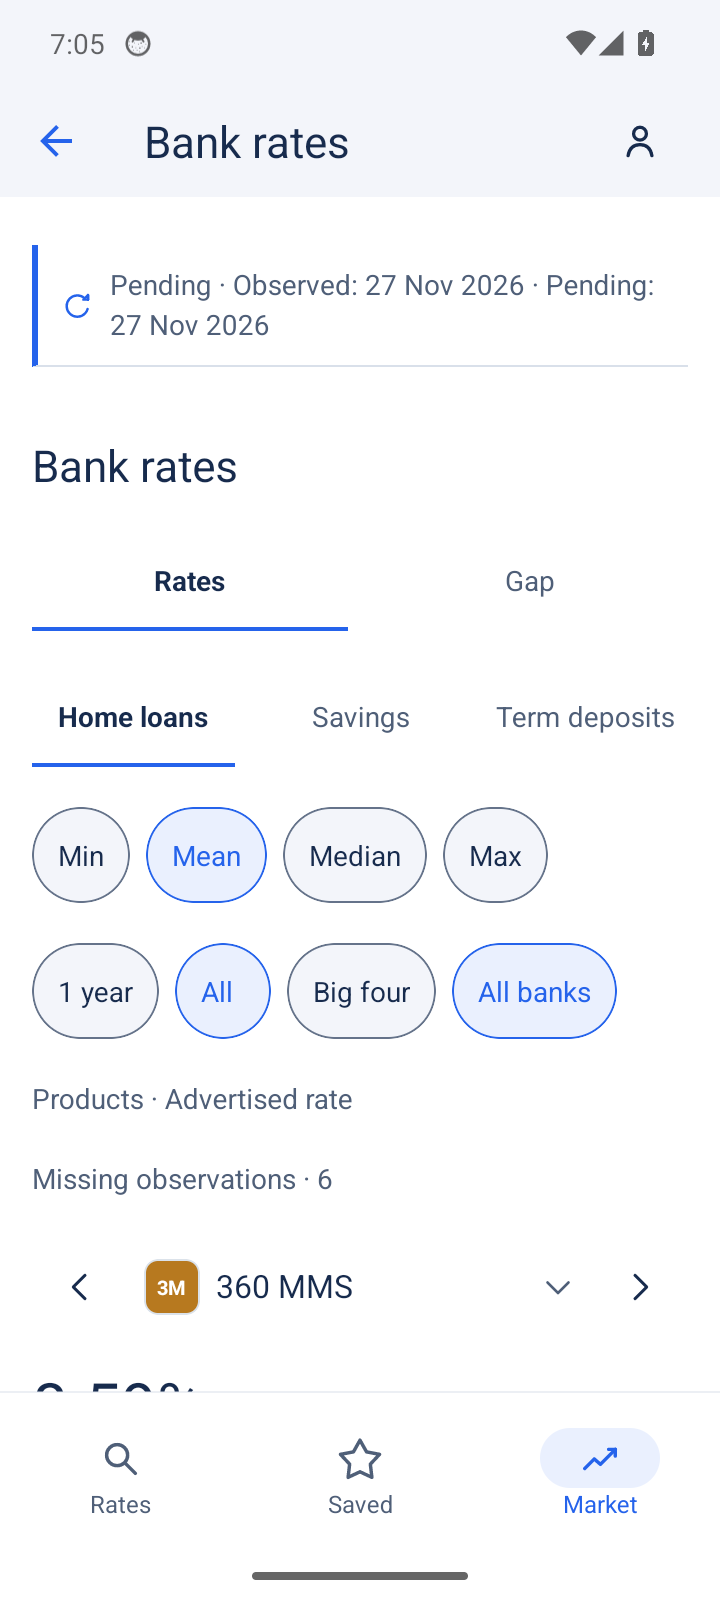 7:05
Bank rates
Pending · Observed: 27 Nov 2026 · Pending:
27 Nov 2026
Bank rates
Rates Gap
Home loans Savings Term deposits
Min Mean Median Max
1 year All Big four All banks
Products · Advertised rate
Missing observations · 6
3M 360 MMS
Rates Saved Market